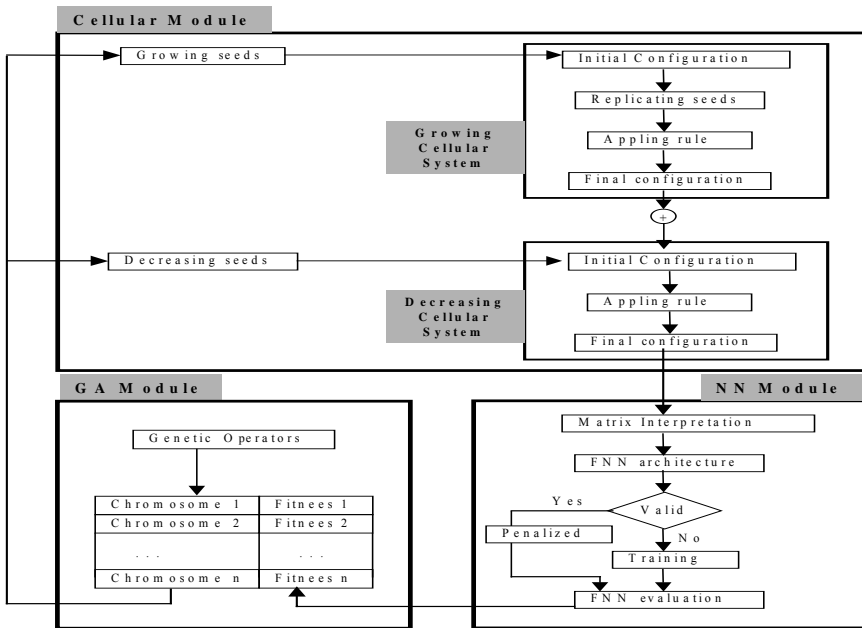 Cellular Module
Growing seeds
Initial Configuration
Replicating seeds
Growing
Cellular
System
Appling rule
Final configuration
+
Decreasing seeds
Initial Configuration
Decreasing
Cellular
System
Appling rule
Final configuration
GA Module
Genetic Operators
Chromosome 1
Fitnees 1
Chromosome 2
Fitnees 2
...
...
Chromosome n
Fitnees n
NN Module
Matrix Interpretation
FNN architecture
Yes
Valid
Penalized
No
Training
FNN evaluation